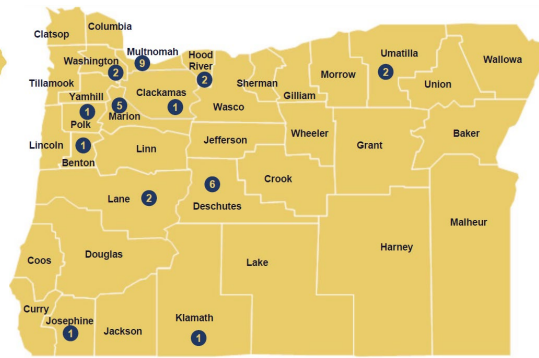 Clatsop
Columbia
Multnomah
9
Hood
River
2
Washington
2
Umatilla
2
Wallowa
Morrow
Union
Tillamook
Yamhill
1
Polk
5
Marion
Clackamas
1
Sherman
Gilliam
Wasco
Lincoln
1
Benton
Linn
Jefferson
Wheeler
Grant
Baker
Crook
Lane
2
6
Deschutes
Malheur
Harney
Coos
Douglas
Lake
Curry
Josephine
1
Jackson
Klamath
1